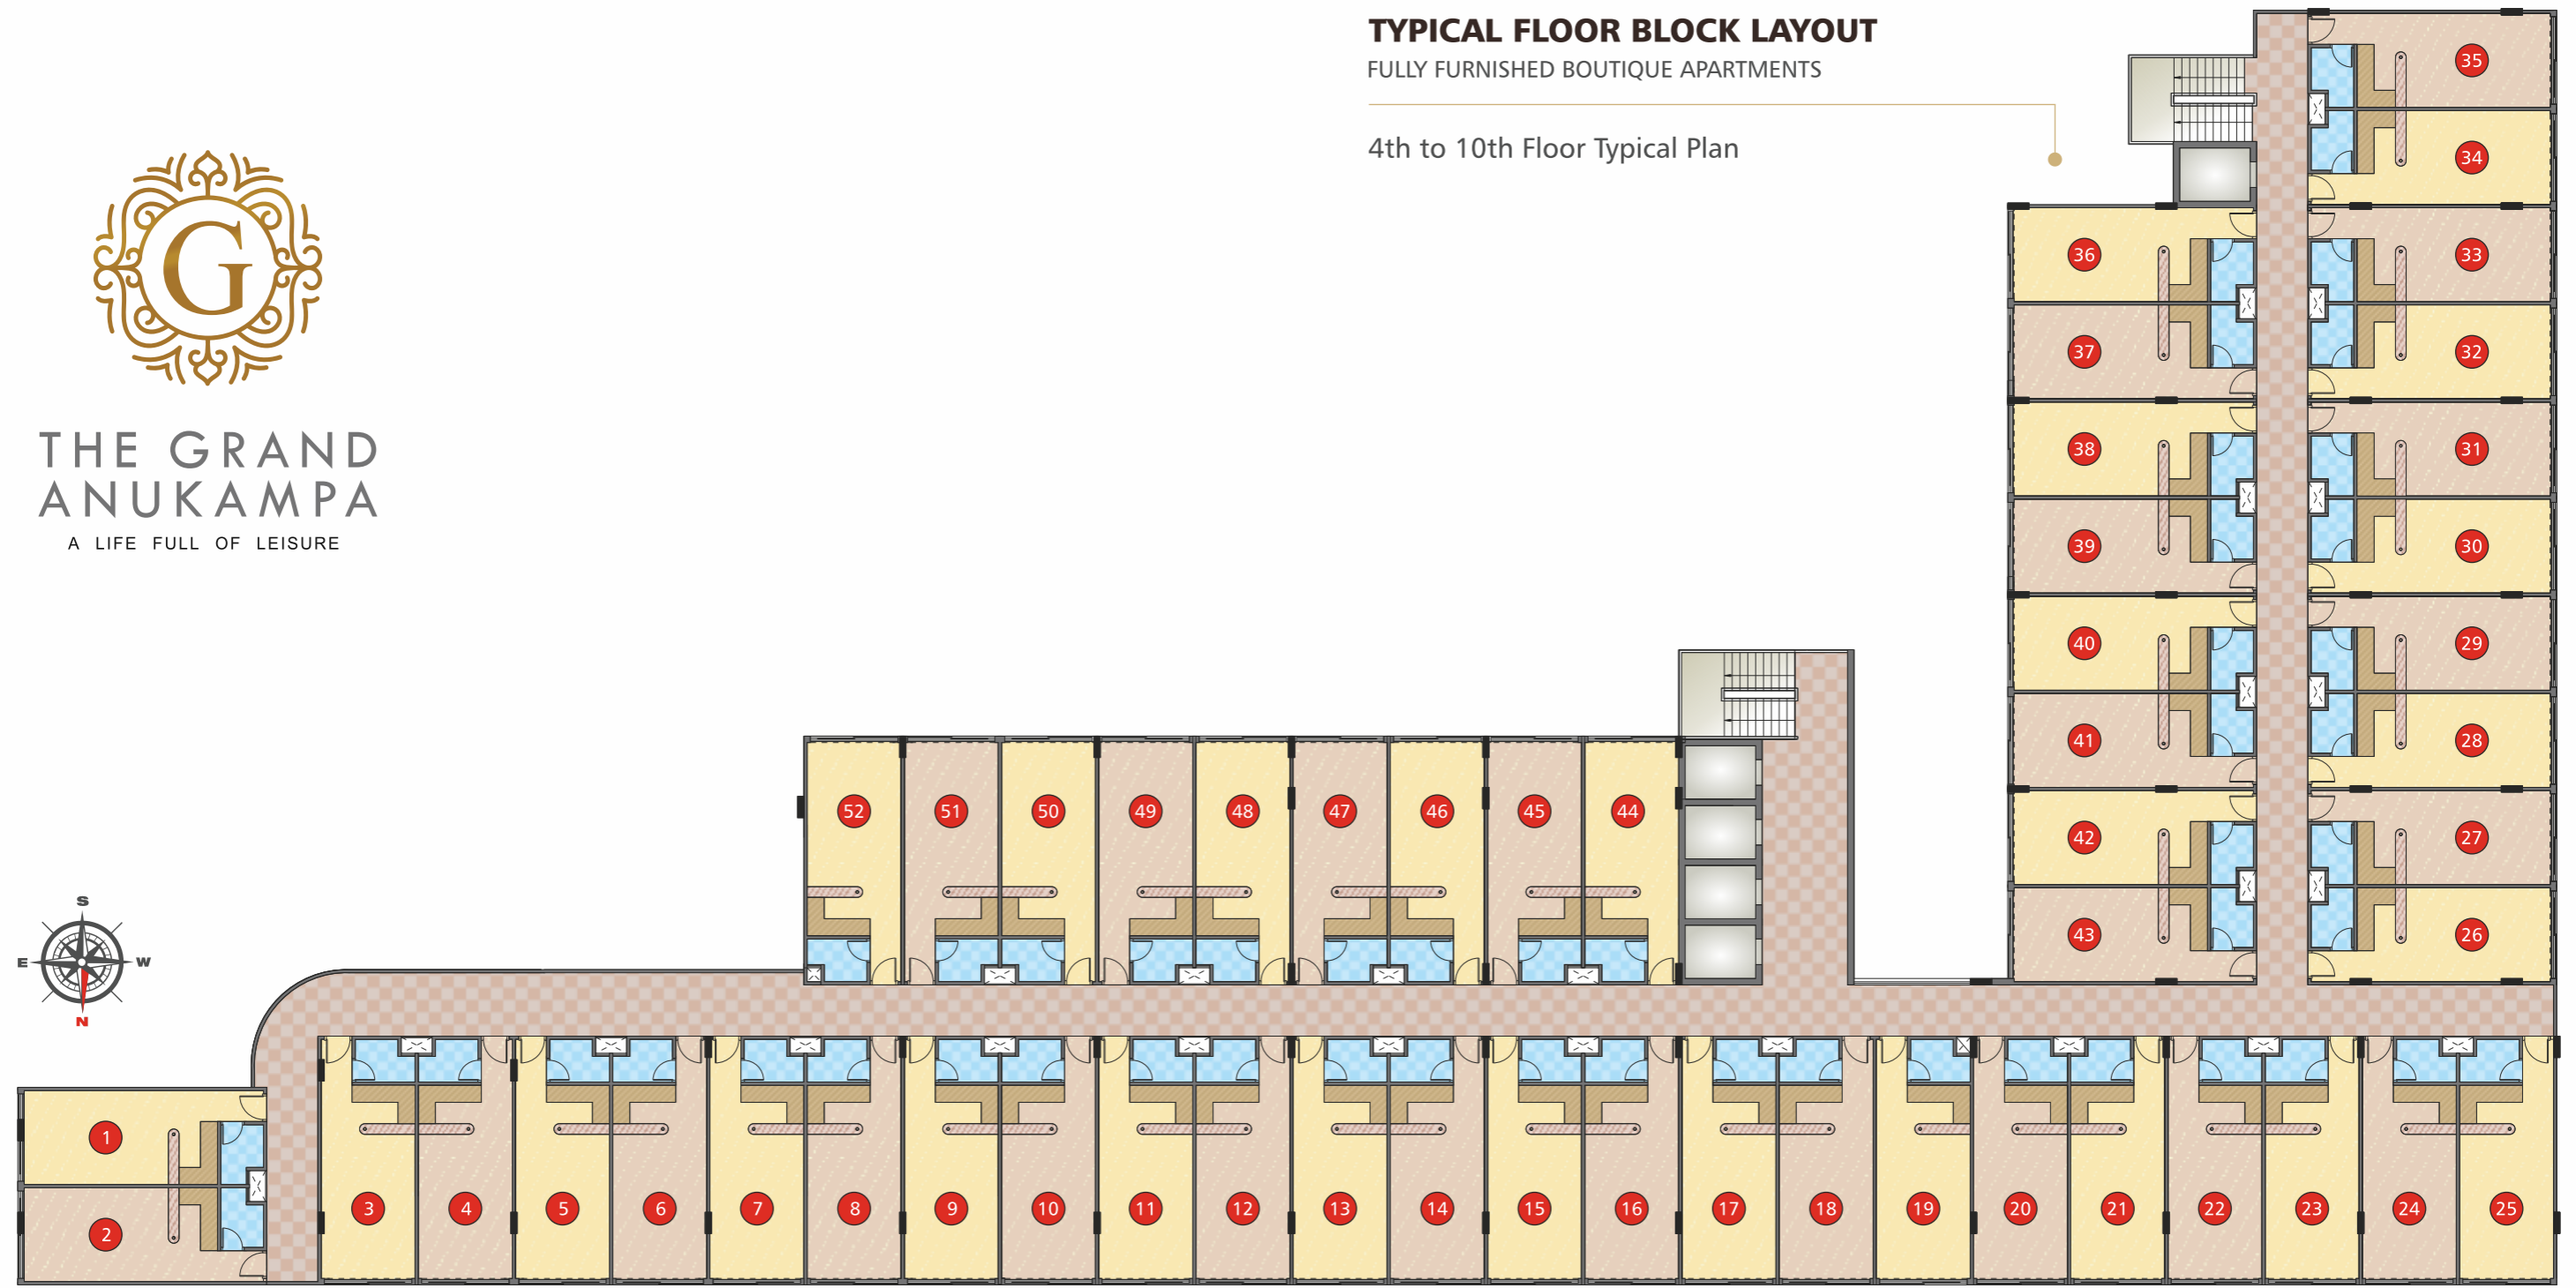 TYPICAL FLOOR BLOCK LAYOUT
FULLY FURNISHED BOUTIQUE APARTMENTS
4th to 10th Floor Typical Plan
G
THE GRAND
ANUKAMPA
A LIFE FULL OF LEISURE
35
34
36
33
37
32
38
31
39
30
40
29
41
28
52 51 50 49 48 47 46 45 44
42
27
43
26
S
E W
N
1
2
3 4 5 6 7 8 9 10 11 12 13 14 15 16 17 18 19 20 21 22 23 24 25